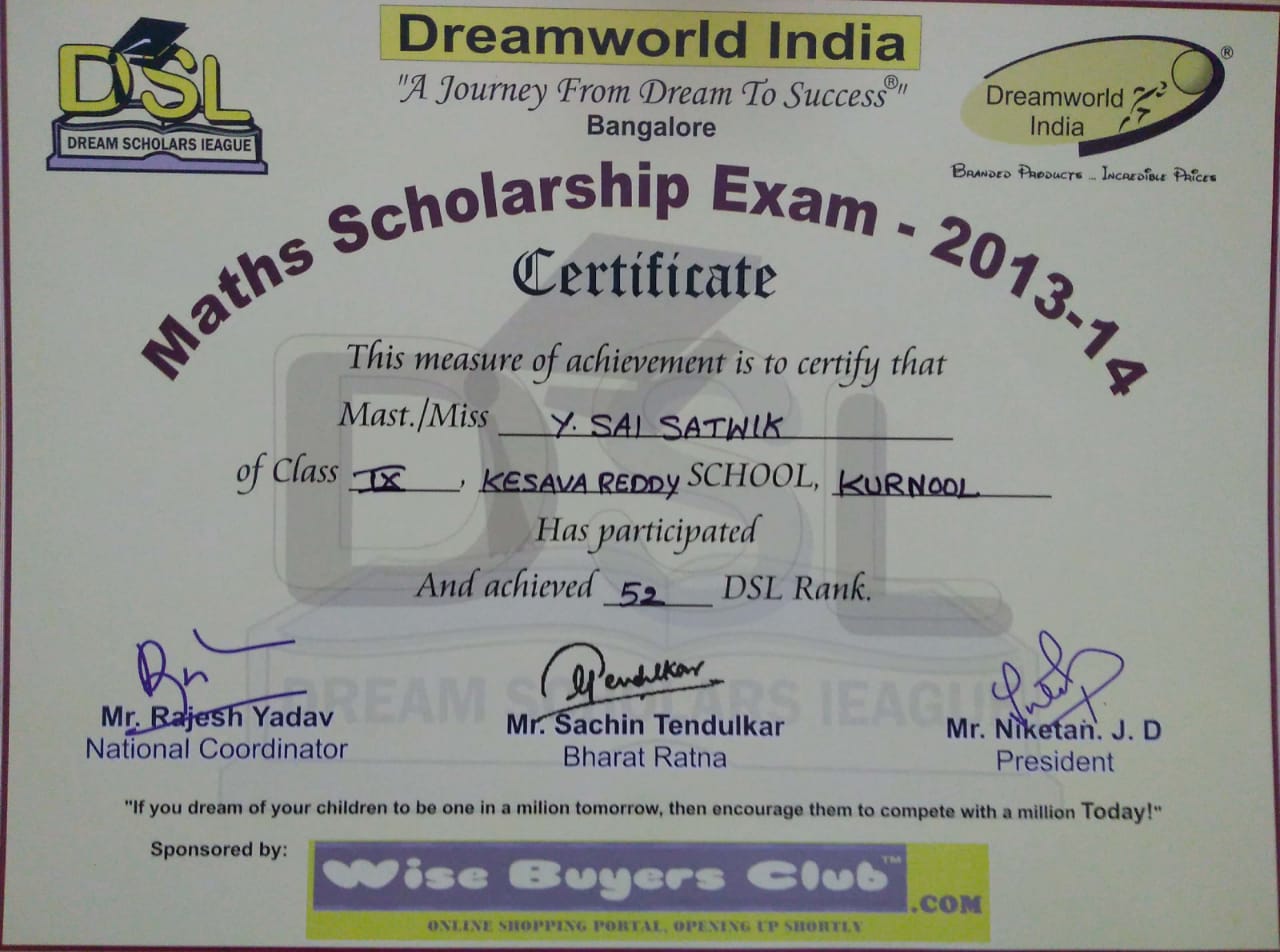 DSL
DREAM SCHOLARS lEAGUE
Dreamworld India
"A Journey From Dream To Success®"
Bangalore
Dreamworld
India
®
BRANDED PRODUCTS ... INCREDIBLE PRICES
Maths Scholarship Exam - 2013-14
Certificate
This measure of achievement is to certify that
Mast./Miss Y. SAI SATWIK
of Class IX, KESAVA REDDY SCHOOL, KURNOOL
Has participated
And achieved 52 DSL Rank.
DSL
DREAM SCHOLARS lEAGUE
Tendulkar
Mr. Rajesh Yadav
National Coordinator
Mr. Sachin Tendulkar
Bharat Ratna
Mr. Niketan. J. D
President
"If you dream of your children to be one in a milion tomorrow, then encourage them to compete with a million Today!"
Sponsored by:
Wise Buyers Club™.COM
ONLINE SHOPPING PORTAL, OPENING UP SHORTLY